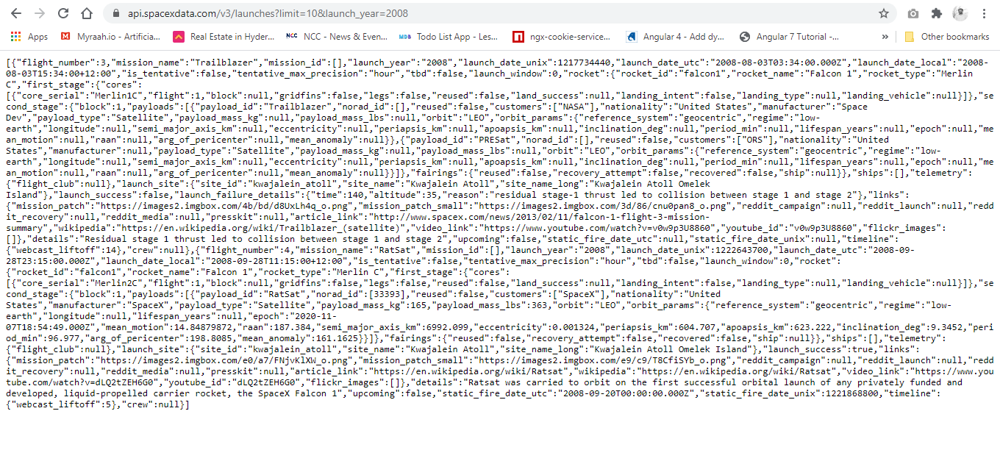 api.spacexdata.com/v3/launches?limit=10&launch_year=2008
Apps
Myraah.io - Artificia...
Real Estate in Hyder...
NCC NCC - News & Even...
MDB Todo List App - Les...
ngx-cookie-service...
Angular 4 - Add dy...
Angular 7 Tutorial -...
»
Other bookmarks
[{"flight_number":3,"mission_name":"Trailblazer","mission_id":[],"launch_year":"2008","launch_date_unix":1217734440,"launch_date_utc":"2008-08-03T03:34:00.000Z","launch_date_local":"2008-
08-03T15:34:00+12:00","is_tentative":false,"tentative_max_precision":"hour","tbd":false,"launch_window":0,"rocket":{"rocket_id":"falcon1","rocket_name":"Falcon 1","rocket_type":"Merlin
C","first_stage":{"cores":
[{"core_serial":"Merlin1C","flight":1,"block":null,"gridfins":false,"legs":false,"reused":false,"land_success":null,"landing_intent":false,"landing_type":null,"landing_vehicle":null}]},"se
cond_stage":{"block":1,"payloads":[{"payload_id":"Trailblazer","norad_id":[],"reused":false,"customers":["NASA"],"nationality":"United States","manufacturer":"Space
Dev","payload_type":"Satellite","payload_mass_kg":null,"payload_mass_lbs":null,"orbit":"LEO","orbit_params":{"reference_system":"geocentric","regime":"low-
earth","longitude":null,"semi_major_axis_km":null,"eccentricity":null,"periapsis_km":null,"apoapsis_km":null,"inclination_deg":null,"period_min":null,"lifespan_years":null,"epoch":null,"me
an_motion":null,"raan":null,"arg_of_pericenter":null,"mean_anomaly":null}},{"payload_id":"PRESat","norad_id":[],"reused":false,"customers":["ORS"],"nationality":"United
States","manufacturer":null,"payload_type":"Satellite","payload_mass_kg":null,"payload_mass_lbs":null,"orbit":"LEO","orbit_params":{"reference_system":"geocentric","regime":"low-
earth","longitude":null,"semi_major_axis_km":null,"eccentricity":null,"periapsis_km":null,"apoapsis_km":null,"inclination_deg":null,"period_min":null,"lifespan_years":null,"epoch":null,"me
an_motion":null,"raan":null,"arg_of_pericenter":null,"mean_anomaly":null}}]},"fairings":{"reused":false,"recovery_attempt":false,"recovered":false,"ship":null}},"ships":[],"telemetry":
{"flight_club":null},"launch_site":{"site_id":"kwajalein_atoll","site_name":"Kwajalein Atoll","site_name_long":"Kwajalein Atoll Omelek
Island"},"launch_success":false,"launch_failure_details":{"time":140,"altitude":35,"reason":"residual stage-1 thrust led to collision between stage 1 and stage 2"},"links":
{"mission_patch":"https://images2.imgbox.com/4b/bd/d8UxLh4q_o.png","mission_patch_small":"https://images2.imgbox.com/3d/86/cnu0pan8_o.png","reddit_campaign":null,"reddit_launch":null,"redd
it_recovery":null,"reddit_media":null,"presskit":null,"article_link":"http://www.spacex.com/news/2013/02/11/falcon-1-flight-3-mission-
summary","wikipedia":"https://en.wikipedia.org/wiki/Trailblazer_(satellite)","video_link":"https://www.youtube.com/watch?v=v0w9p3U8860","youtube_id":"v0w9p3U8860","flickr_images":
[]},"details":"Residual stage 1 thrust led to collision between stage 1 and stage 2","upcoming":false,"static_fire_date_utc":null,"static_fire_date_unix":null,"timeline":
{"webcast_liftoff":14},"crew":null},{"flight_number":4,"mission_name":"RatSat","mission_id":[],"launch_year":"2008","launch_date_unix":1222643700,"launch_date_utc":"2008-09-
28T23:15:00.000Z","launch_date_local":"2008-09-28T11:15:00+12:00","is_tentative":false,"tentative_max_precision":"hour","tbd":false,"launch_window":0,"rocket":
{"rocket_id":"falcon1","rocket_name":"Falcon 1","rocket_type":"Merlin C","first_stage":{"cores":
[{"core_serial":"Merlin2C","flight":1,"block":null,"gridfins":false,"legs":false,"reused":false,"land_success":null,"landing_intent":false,"landing_type":null,"landing_vehicle":null}]},"se
cond_stage":{"block":1,"payloads":[{"payload_id":"RatSat","norad_id":[33393],"reused":false,"customers":["SpaceX"],"nationality":"United
States","manufacturer":"SpaceX","payload_type":"Satellite","payload_mass_kg":165,"payload_mass_lbs":363,"orbit":"LEO","orbit_params":{"reference_system":"geocentric","regime":"low-
earth","longitude":null,"lifespan_years":null,"epoch":"2020-11-
07T18:54:49.000Z","mean_motion":14.84879872,"raan":187.384,"semi_major_axis_km":6992.099,"eccentricity":0.001324,"periapsis_km":604.707,"apoapsis_km":623.222,"inclination_deg":9.3452,"peri
od_min":96.977,"arg_of_pericenter":198.8085,"mean_anomaly":161.1625}}]},"fairings":{"reused":false,"recovery_attempt":false,"recovered":false,"ship":null}},"ships":[],"telemetry":
{"flight_club":null},"launch_site":{"site_id":"kwajalein_atoll","site_name":"Kwajalein Atoll","site_name_long":"Kwajalein Atoll Omelek Island"},"launch_success":true,"links":
{"mission_patch":"https://images2.imgbox.com/e0/a7/FNjvKlXW_o.png","mission_patch_small":"https://images2.imgbox.com/e9/c9/T8CfiSYb_o.png","reddit_campaign":null,"reddit_launch":null,"redd
it_recovery":null,"reddit_media":null,"presskit":null,"article_link":"https://en.wikipedia.org/wiki/Ratsat","wikipedia":"https://en.wikipedia.org/wiki/Ratsat","video_link":"https://www.you
tube.com/watch?v=dLQ2tZEH6G0","youtube_id":"dLQ2tZEH6G0","flickr_images":[]},"details":"Ratsat was carried to orbit on the first successful orbital launch of any privately funded and
developed, liquid-propelled carrier rocket, the SpaceX Falcon 1","upcoming":false,"static_fire_date_utc":"2008-09-20T00:00:00.000Z","static_fire_date_unix":1221868800,"timeline":
{"webcast_liftoff":5},"crew":null}]